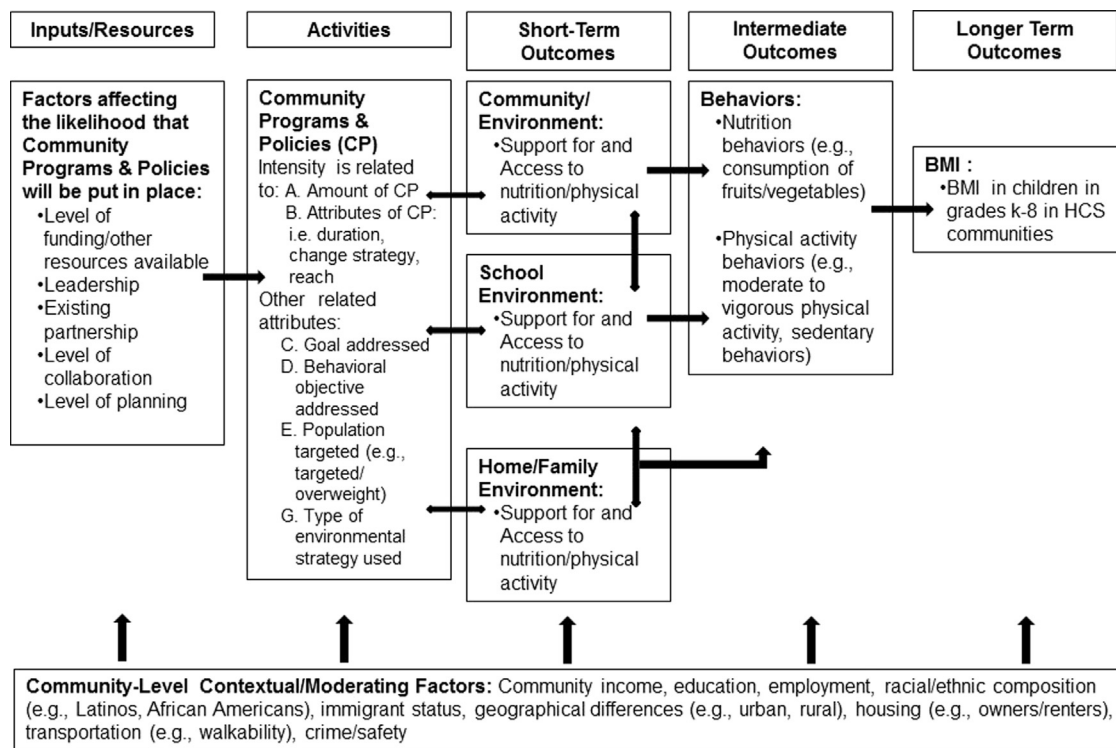 Inputs/Resources
Activities
Short-Term
Outcomes
Intermediate
Outcomes
Longer Term
Outcomes
Factors affecting
the likelihood that
Community
Programs & Policies
will be put in place:
•Level of
funding/other
resources available
•Leadership
•Existing
partnership
•Level of
collaboration
•Level of planning
Community
Programs &
Policies (CP)
Intensity is related
to: A. Amount of CP
B. Attributes of CP:
i.e. duration,
change strategy,
reach
Other related
attributes:
C. Goal addressed
D. Behavioral
objective
addressed
E. Population
targeted (e.g.,
targeted/
overweight)
G. Type of
environmental
strategy used
Community/
Environment:
•Support for and
Access to
nutrition/physical
activity
School
Environment:
•Support for and
Access to
nutrition/physical
activity
Home/Family
Environment:
•Support for and
Access to
nutrition/physical
activity
Behaviors:
•Nutrition
behaviors (e.g.,
consumption of
fruits/vegetables)
•Physical activity
behaviors (e.g.,
moderate to
vigorous physical
activity, sedentary
behaviors)
BMI :
•BMI in children in
grades k-8 in HCS
communities
Community-Level Contextual/Moderating Factors: Community income, education, employment, racial/ethnic composition
(e.g., Latinos, African Americans), immigrant status, geographical differences (e.g., urban, rural), housing (e.g., owners/renters),
transportation (e.g., walkability), crime/safety